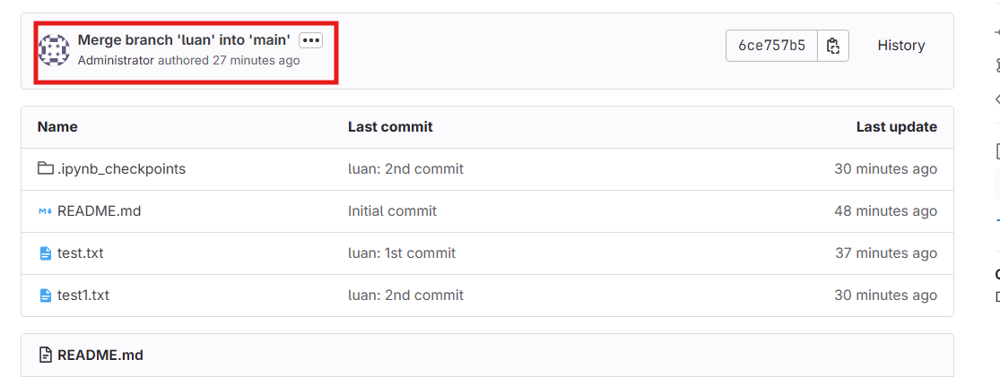 Merge branch 'luan' into 'main' •••
Administrator authored 27 minutes ago
6ce757b5
History
Name Last commit Last update
.ipynb_checkpoints luan: 2nd commit 30 minutes ago
README.md Initial commit 48 minutes ago
test.txt luan: 1st commit 37 minutes ago
test1.txt luan: 2nd commit 30 minutes ago
README.md